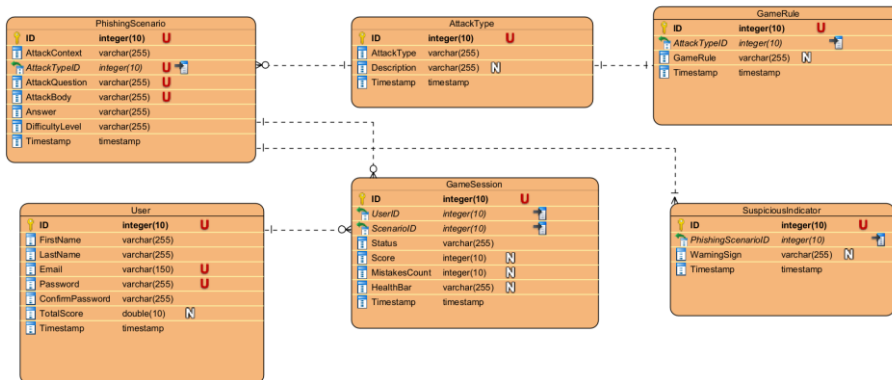 PhishingScenario
ID integer(10) U
AttackContext varchar(255)
AttackTypeID integer(10) U
AttackQuestion varchar(255) U
AttackBody varchar(255) U
Answer varchar(255)
DifficultyLevel varchar(255)
Timestamp timestamp
AttackType
ID integer(10) U
AttackType varchar(255)
Description varchar(255) N
Timestamp timestamp
GameRule
ID integer(10) U
AttackTypeID integer(10)
GameRule varchar(255) N
Timestamp timestamp
User
ID integer(10) U
FirstName varchar(255)
LastName varchar(255)
Email varchar(150) U
Password varchar(255) U
ConfirmPassword varchar(255)
TotalScore double(10) N
Timestamp timestamp
GameSession
ID integer(10) U
UserID integer(10)
ScenarioID integer(10)
Status varchar(255)
Score integer(10) N
MistakesCount integer(10) N
HealthBar varchar(255) N
Timestamp timestamp
SuspiciousIndicator
ID integer(10) U
PhishingScenarioID integer(10)
WarningSign varchar(255) N
Timestamp timestamp